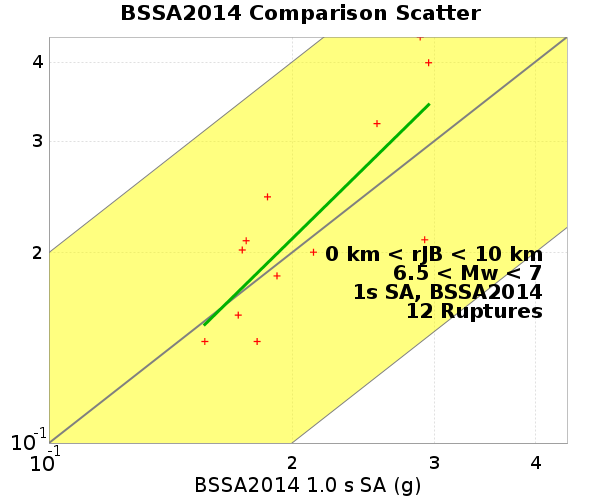 BSSA2014 Comparison Scatter
4
3
2
10-1
0 km < rJB < 10 km
6.5 < Mw < 7
1s SA, BSSA2014
12 Ruptures
10-1
2
3
4
BSSA2014 1.0 s SA (g)